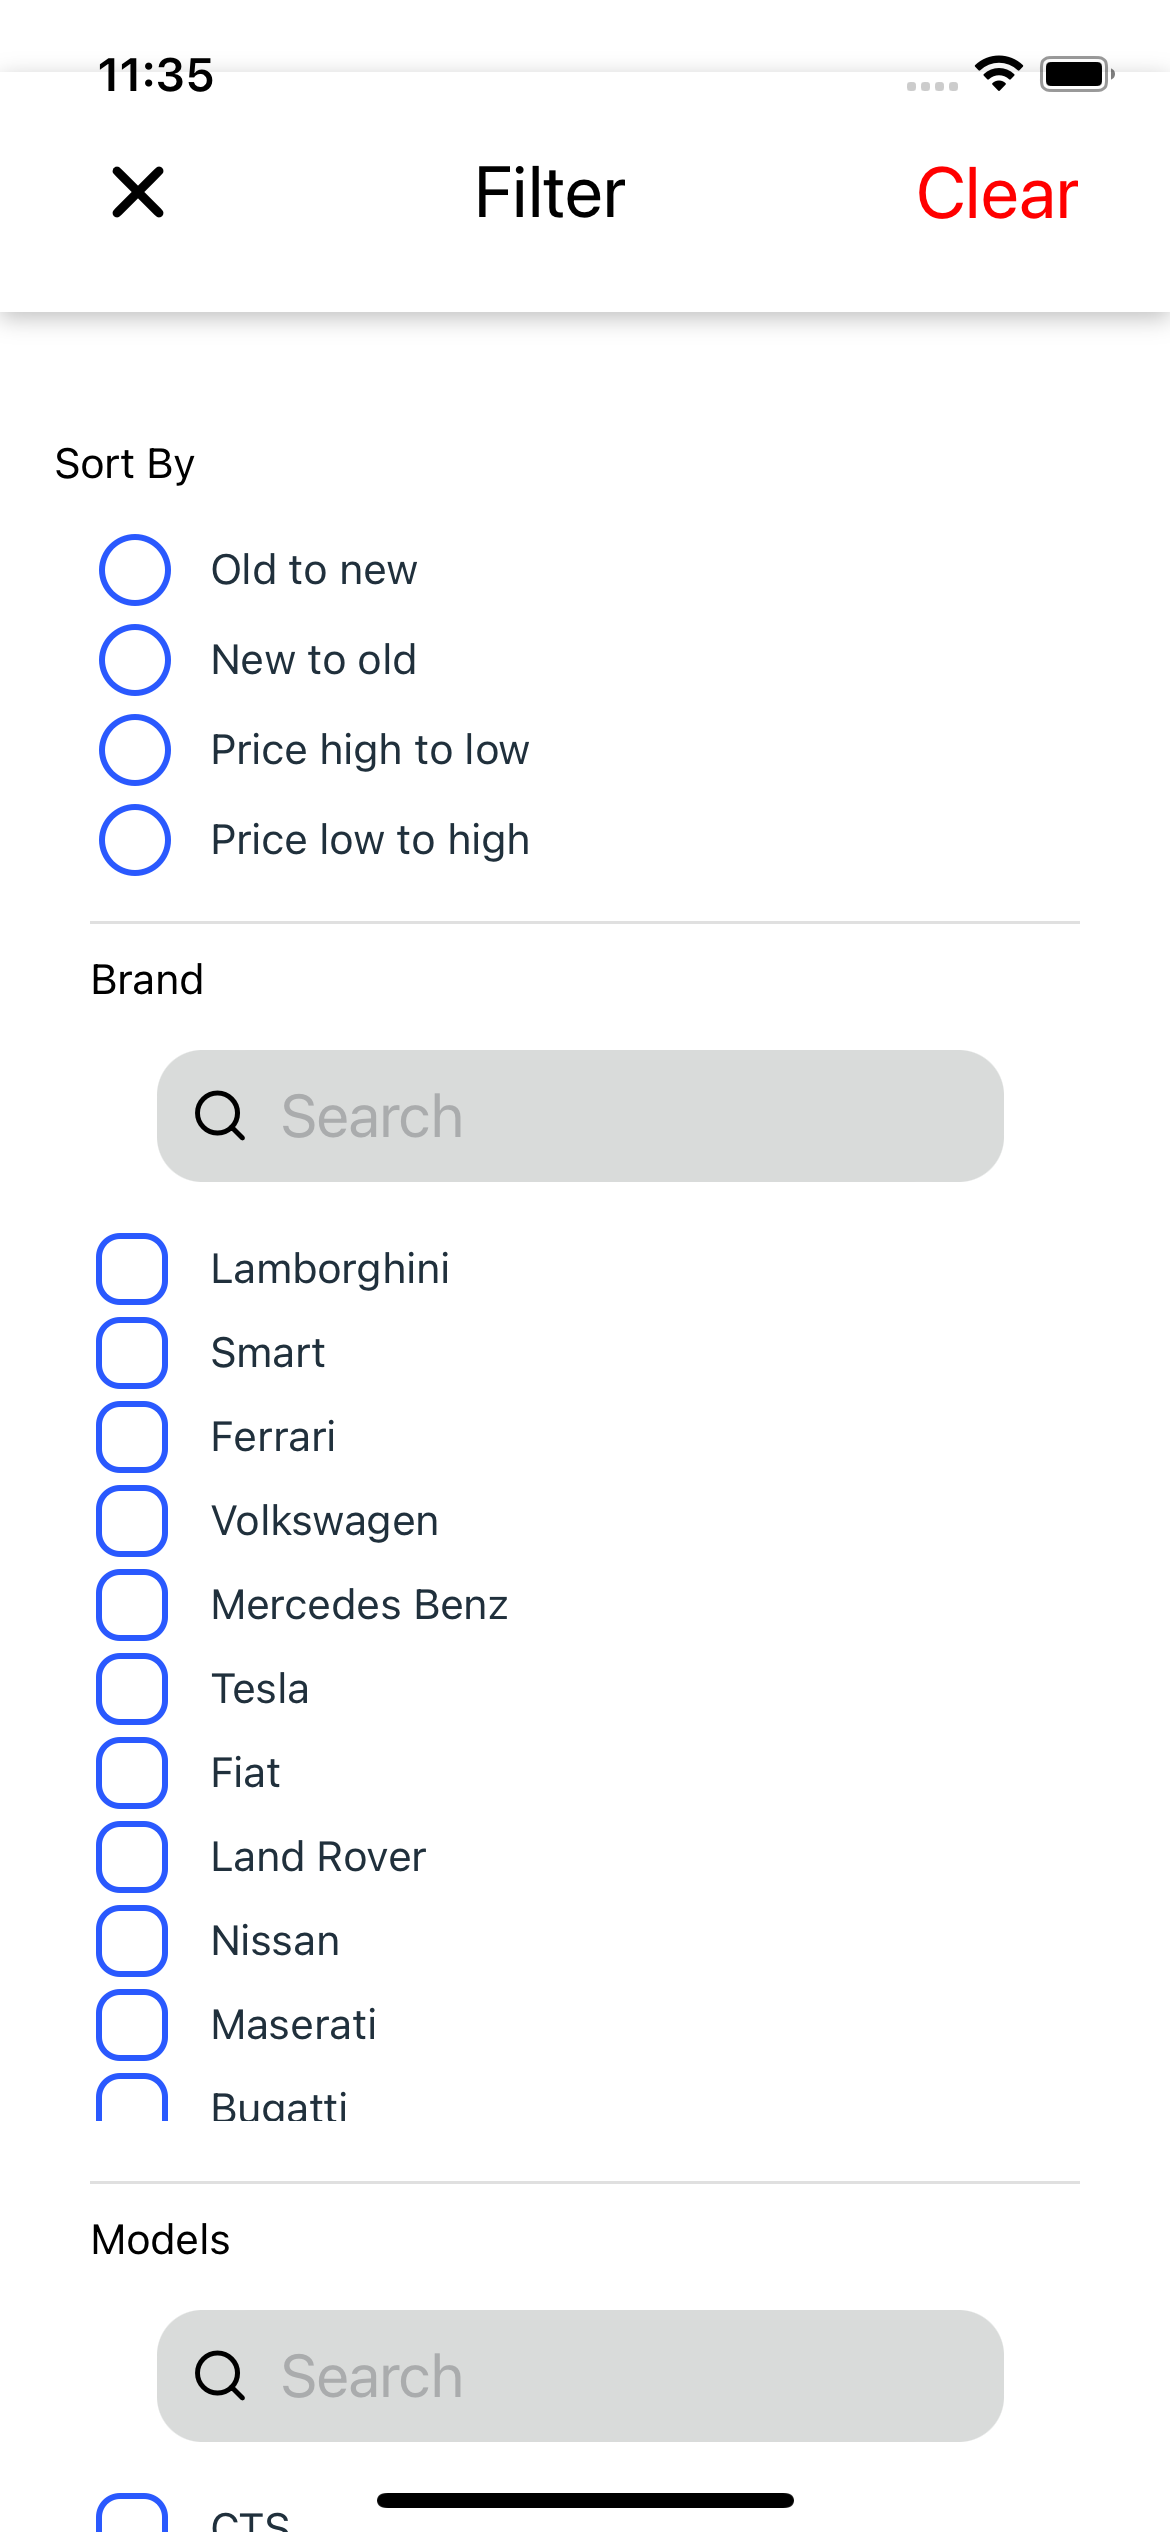 11:35
Filter
Clear
Sort By
Old to new
New to old
Price high to low
Price low to high
Brand
Search
Lamborghini
Smart
Ferrari
Volkswagen
Mercedes Benz
Tesla
Fiat
Land Rover
Nissan
Maserati
Bugatti
Models
Search
CTS